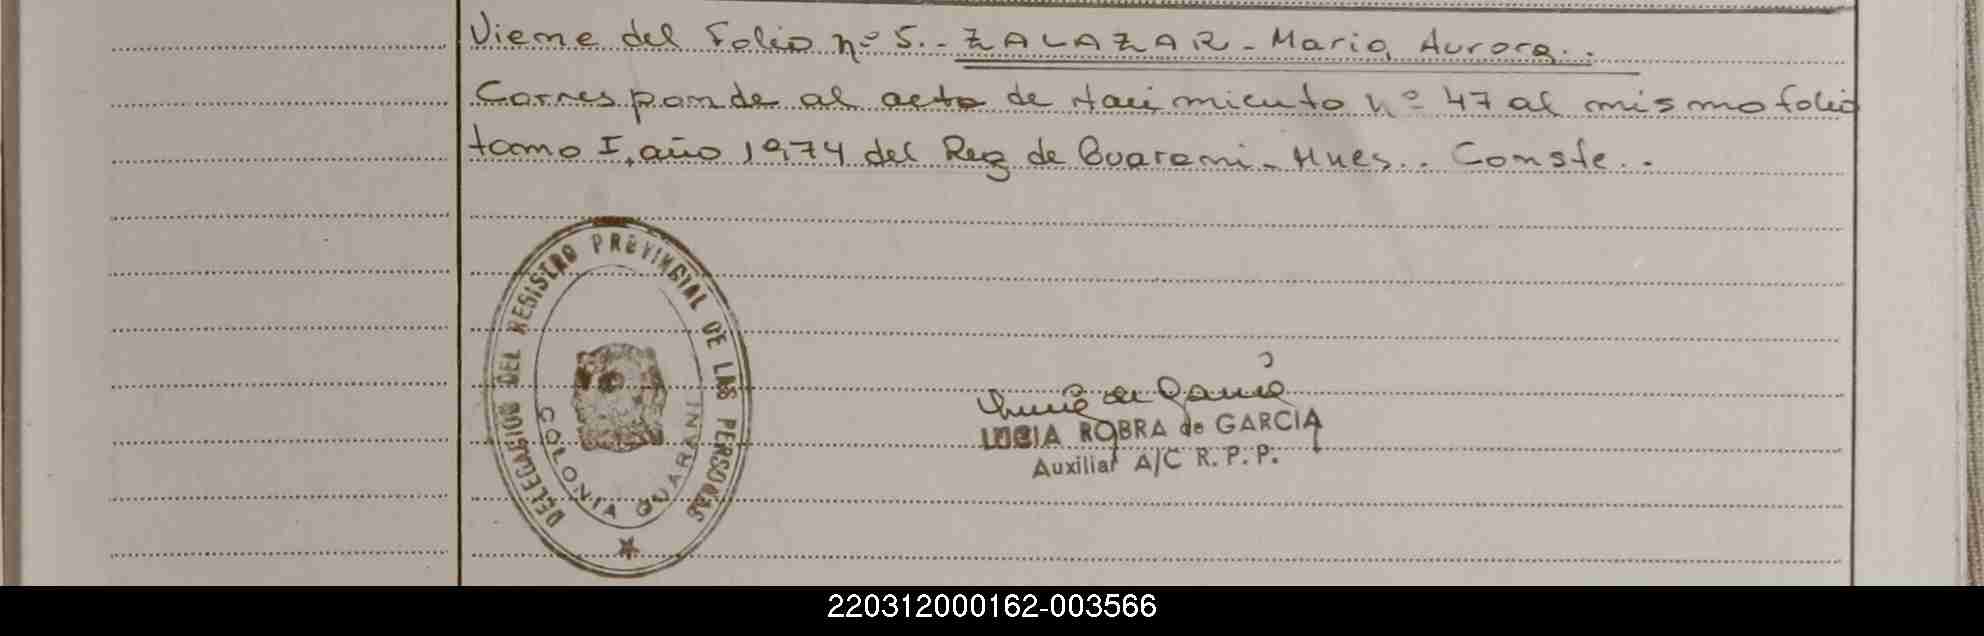 Viene del Folio nº 5.- ZALAZAR - Maria Aurora..
Corresponde al acto de Nacimiento nº 47 al mismo folio
tomo I, año 1974 del Reg de Guarani - Mnes.. Conste..
DELEGACION DEL REGISTRO PROVINCIAL DE LAS PERSONAS
COLONIA GUARANI
LUCIA ROBRA de GARCIA
Auxiliar A/C R. P. P.
220312000162-003566